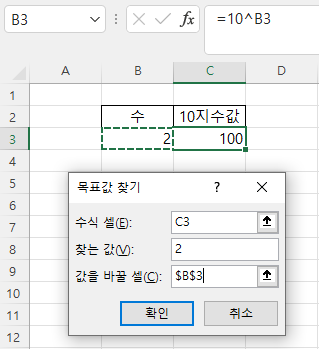 B3 fx =10^B3
A B C D
1
2 수 10지수값
3 2 100
4
5
6
7
8
9
10
11
12
목표값 찾기 ? ×
수식 셀(E): C3
찾는 값(V): 2
값을 바꿀 셀(C): $B$3
확인 취소